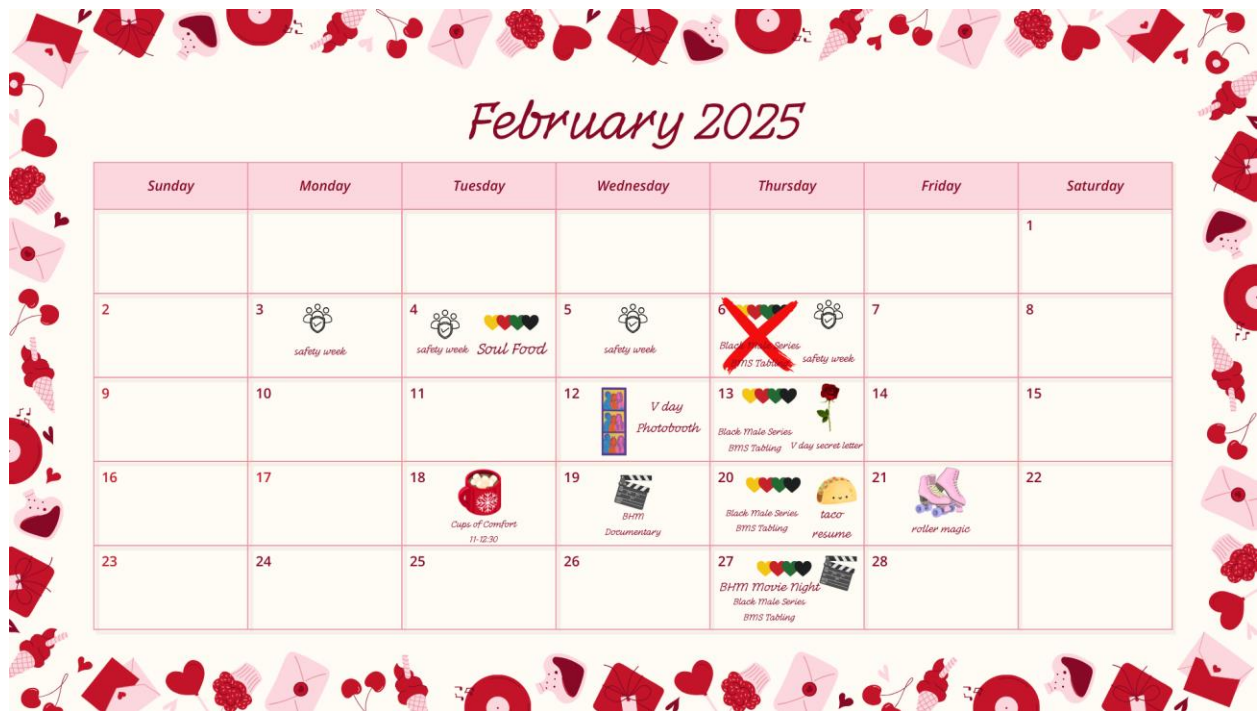 February 2025
Sunday Monday Tuesday Wednesday Thursday Friday Saturday
1
2 3 4 5 6 7 8
safety week
safety week Soul Food
safety week
Black Male Series
BMS Tabling
safety week
9 10 11 12 13 14 15
V day
Photobooth
Black Male Series
BMS Tabling
V day secret letter
16 17 18 19 20 21 22
Cups of Comfort
11-12:30
BHM
Documentary
Black Male Series
BMS Tabling
taco
resume
roller magic
23 24 25 26 27 28
BHM Movie Night
Black Male Series
BMS Tabling